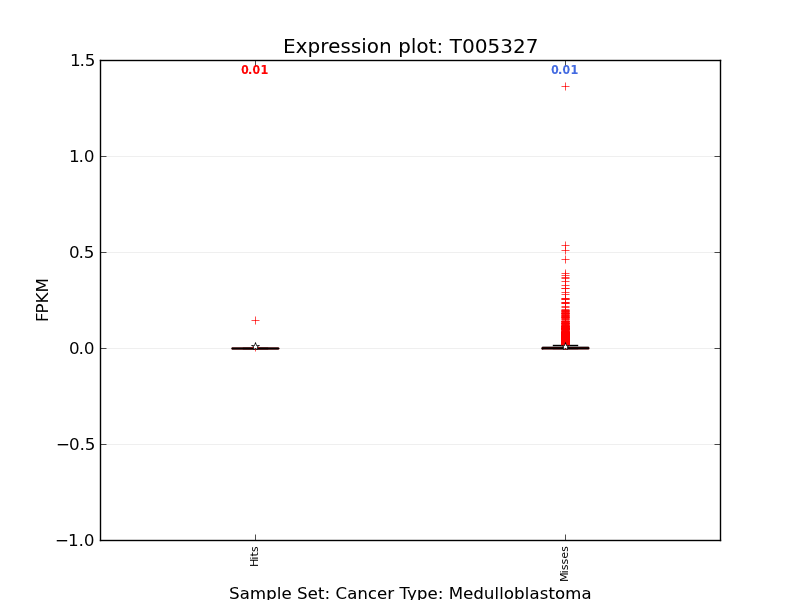 Expression plot: T005327
0.01
0.01
1.5
1.0
0.5
0.0
−0.5
−1.0
FPKM
Hits
Misses
Sample Set: Cancer Type: Medulloblastoma